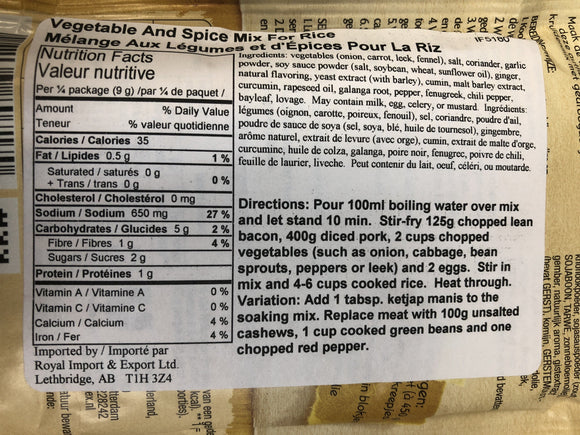 Vegetable And Spice Mix For Rice
Mélange Aux Légumes et d'Épices Pour La Riz
IF5160
Nutrition Facts
Valeur nutritive
Per ¼ package (9 g) /par ¼ de paquet /
Amount % Daily Value
Teneur % valeur quotidienne
Calories / Calories 35
Fat / Lipides 0.5 g 1 %
Saturated / saturés 0 g
+ Trans / trans 0 g 0 %
Cholesterol / Cholestérol 0 mg
Sodium / Sodium 650 mg 27 %
Carbohydrates / Glucides 5 g 2 %
Fibre / Fibres 1 g 4 %
Sugars / Sucres 2 g
Protein / Protéines 1 g
Vitamin A / Vitamine A 0 %
Vitamin C / Vitamine C 0 %
Calcium / Calcium 4 %
Iron / Fer 4 %
Imported by / Importé par
Royal Import & Export Ltd.
Lethbridge, AB T1H 3Z4
Ingredients: vegetables (onion, carrot, leek, fennel), salt, coriander, garlic
powder, soy sauce powder (salt, soybean, wheat, sunflower oil), ginger,
natural flavoring, yeast extract (with barley), cumin, malt barley extract,
curcumin, rapeseed oil, galanga root, pepper, fenugreek, chili pepper,
bayleaf, lovage. May contain milk, egg, celery, or mustard. Ingrédients:
légumes (oignon, carotte, poireux, fenouil), sel, coriandre, poudre d'ail,
poudre de sauce de soya (sel, soya, blé, huile de tournesol), gingembre,
arôme naturel, extrait de levure (avec orge), cumin, extrait de malte d'orge,
curcumine, huile de colza, galanga, poire noir, fenugrec, poivre de chili,
feuille de laurier, liveche. Peut contenir du lait, oeuf, céléri, ou moutarde.
Directions: Pour 100ml boiling water over mix
and let stand 10 min. Stir-fry 125g chopped lean
bacon, 400g diced pork, 2 cups chopped
vegetables (such as onion, cabbage, bean
sprouts, peppers or leek) and 2 eggs. Stir in
mix and 4-6 cups cooked rice. Heat through.
Variation: Add 1 tabsp. ketjap manis to the
soaking mix. Replace meat with 100g unsalted
cashews, 1 cup cooked green beans and one
chopped red pepper.